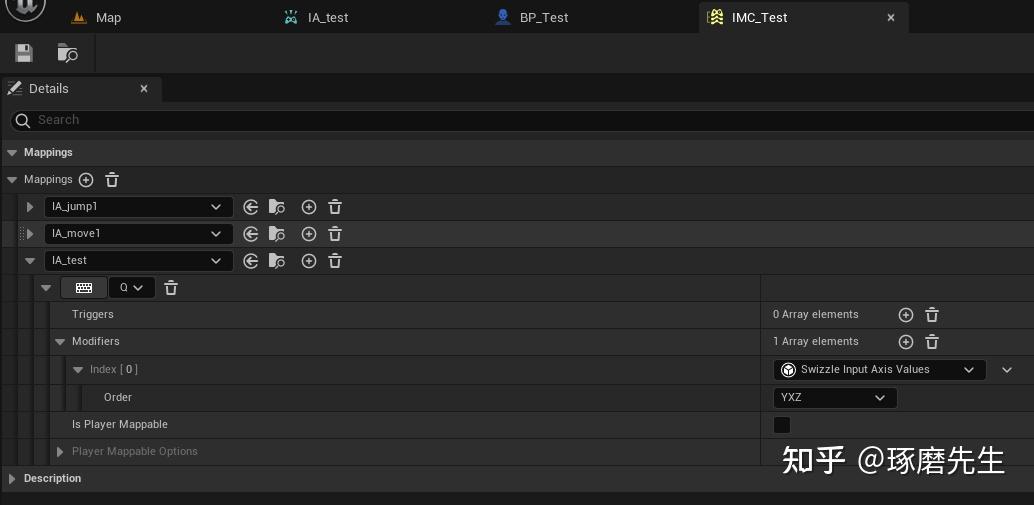 Map IA_test BP_Test IMC_Test
Details
Search
Mappings
Mappings
IA_jump1
IA_move1
IA_test
Q
Triggers 0 Array elements
Modifiers 1 Array elements
Index [ 0 ] Swizzle Input Axis Values
Order YXZ
Is Player Mappable
Player Mappable Options
Description
知乎 @琢磨先生